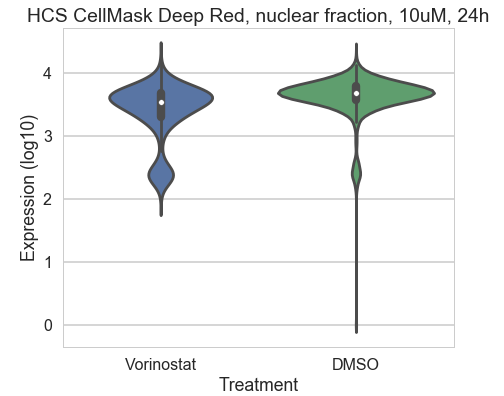 HCS CellMask Deep Red, nuclear fraction, 10uM, 24h
Expression (log10)
4
3
2
1
0
Vorinostat DMSO
Treatment